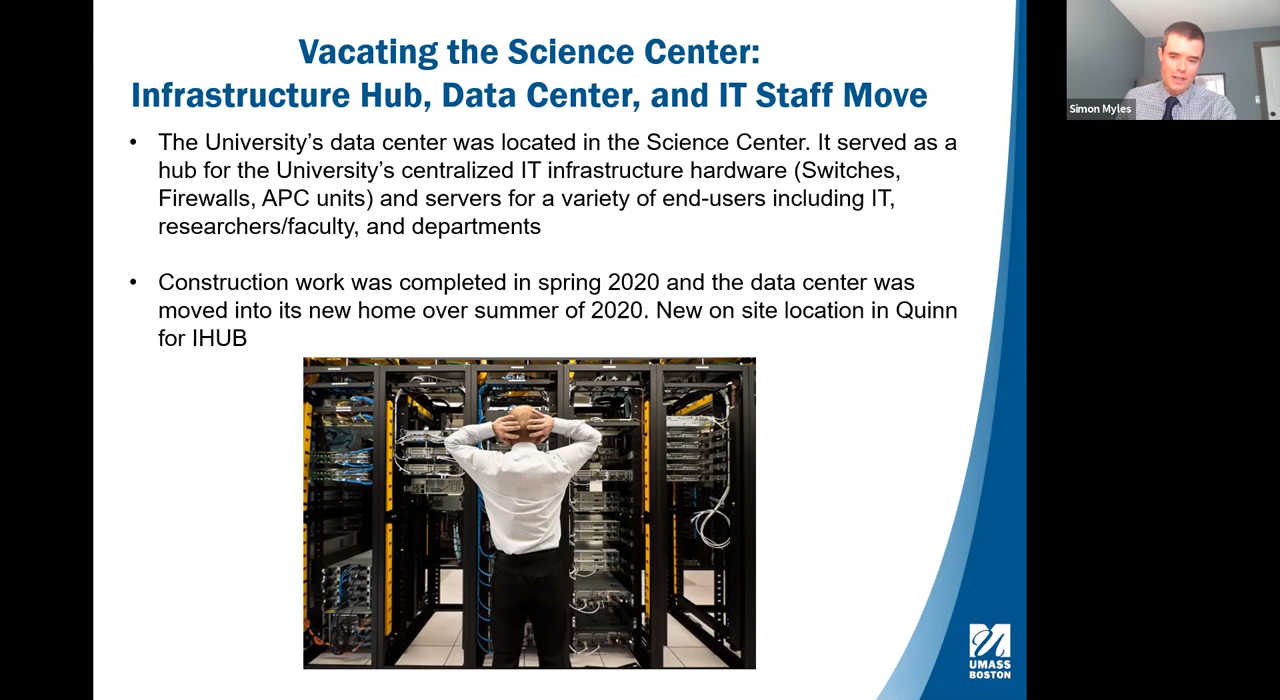 Vacating the Science Center:
Infrastructure Hub, Data Center, and IT Staff Move
• The University’s data center was located in the Science Center. It served as a
hub for the University’s centralized IT infrastructure hardware (Switches,
Firewalls, APC units) and servers for a variety of end-users including IT,
researchers/faculty, and departments
• Construction work was completed in spring 2020 and the data center was
moved into its new home over summer of 2020. New on site location in Quinn
for IHUB
UMASS
BOSTON
Simon Myles